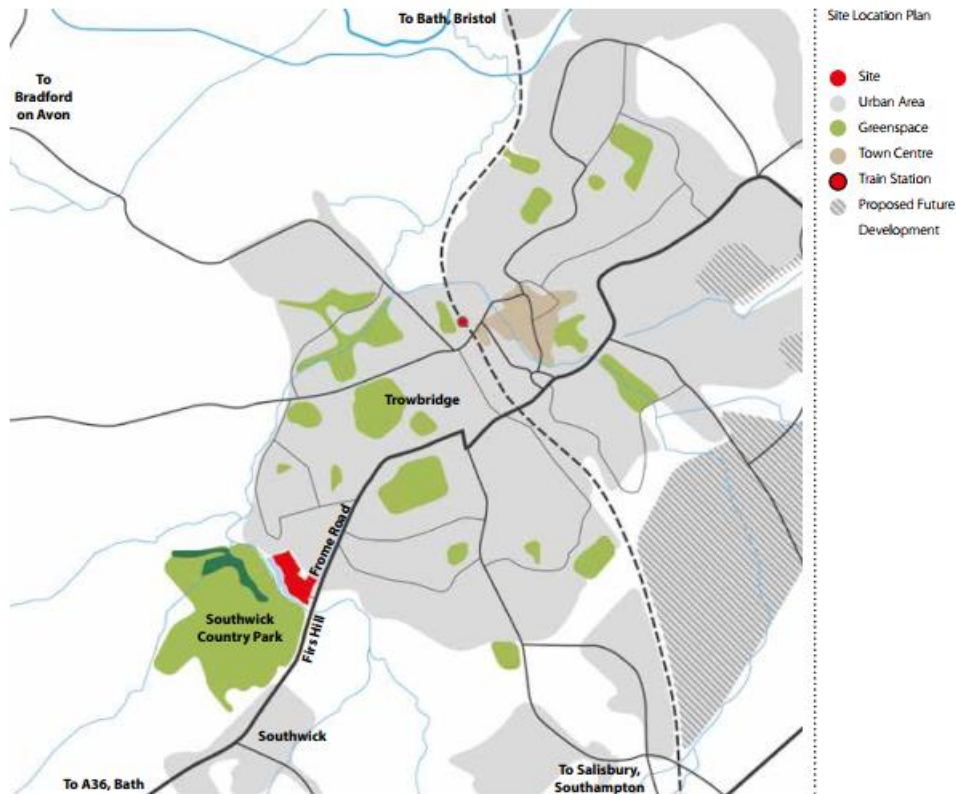 Site Location Plan
Site
Urban Area
Greenspace
Town Centre
Train Station
Proposed Future
Development
To Bath, Bristol
To
Bradford
on Avon
Trowbridge
Frome Road
Firs Hill
Southwick
Country Park
Southwick
To A36, Bath
To Salisbury,
Southampton